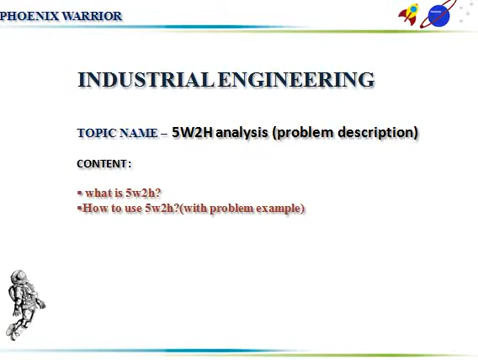 PHOENIX WARRIOR
INDUSTRIAL ENGINEERING
TOPIC NAME – 5W2H analysis (problem description)
CONTENT :
▪ what is 5w2h?
▪How to use 5w2h?(with problem example)